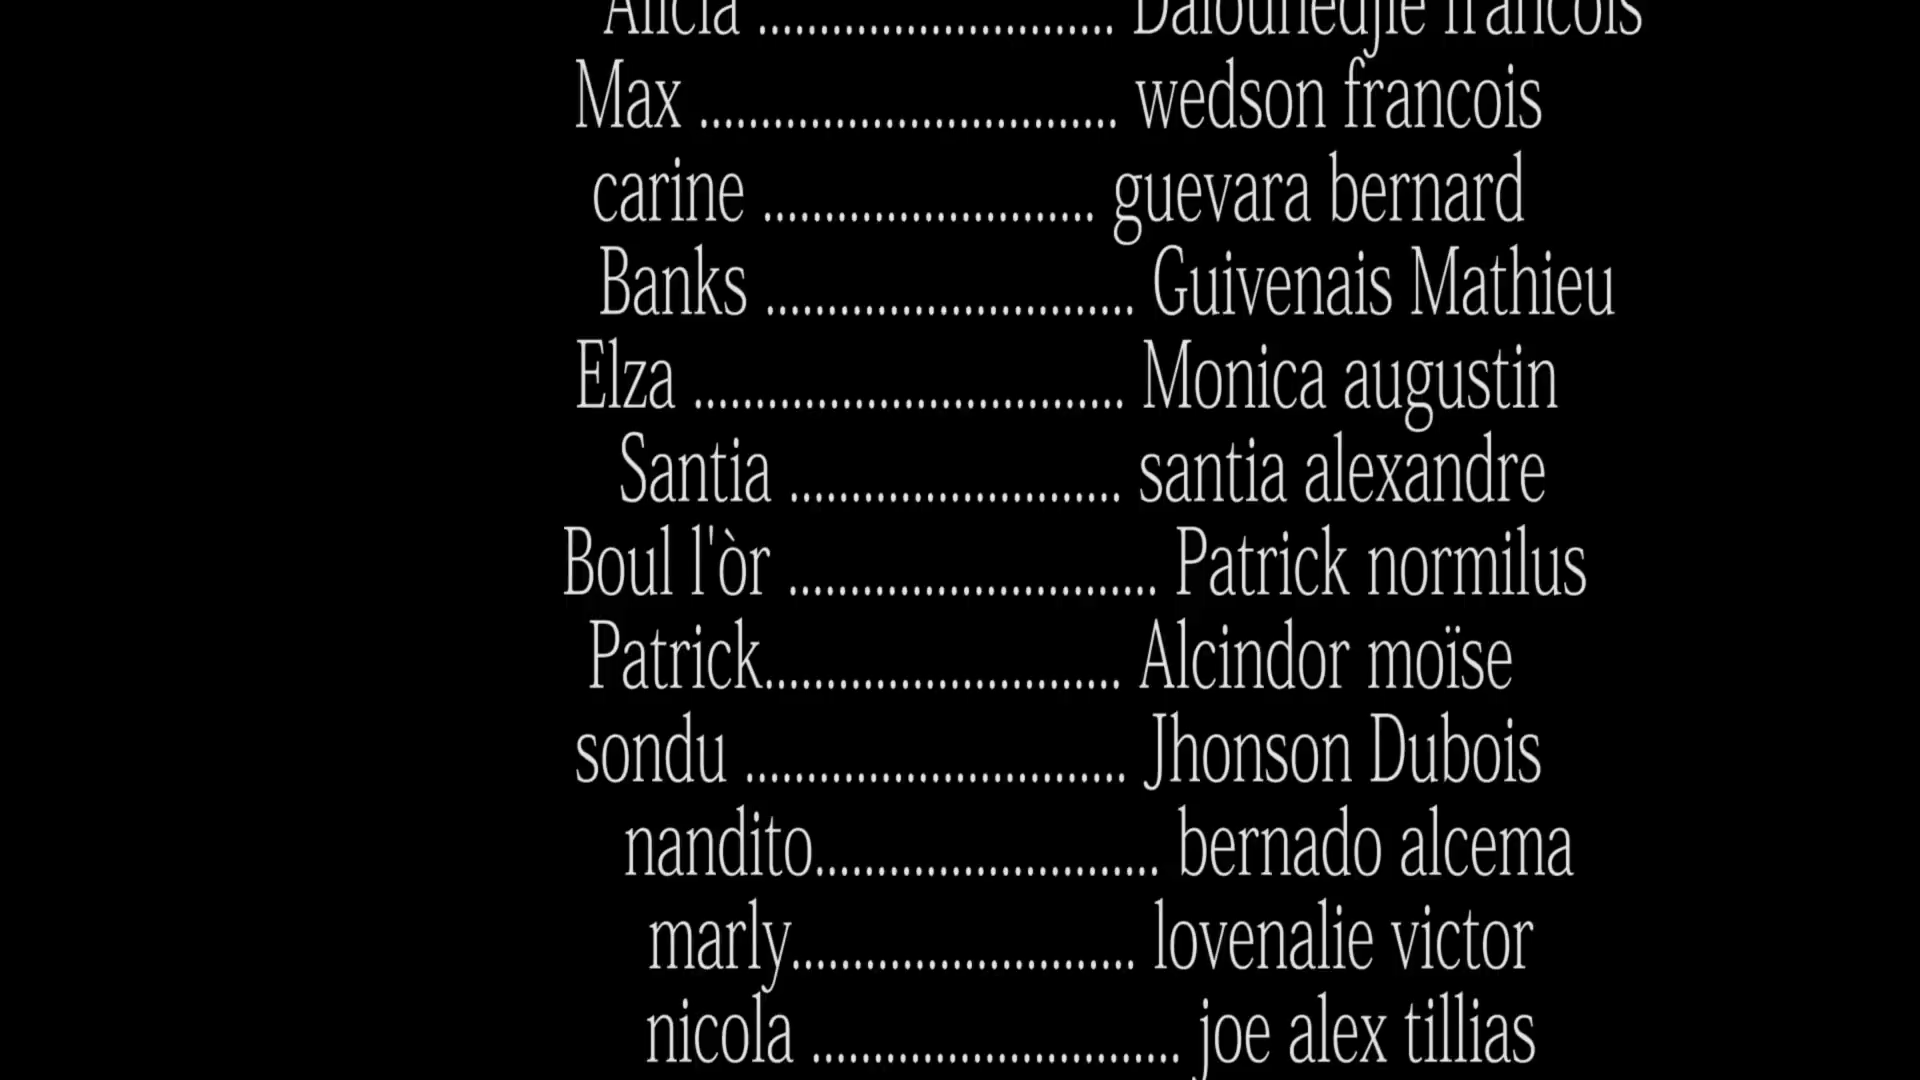 Alicia ............................ Dalounedjie francois
Max ................................. wedson francois
carine .......................... guevara bernard
Banks ............................. Guivenais Mathieu
Elza .................................. Monica augustin
Santia .......................... santia alexandre
Boul l'òr ............................. Patrick normilus
Patrick............................ Alcindor moïse
sondu .............................. Jhonson Dubois
nandito........................... bernado alcema
marly........................... lovenalie victor
nicola ............................. joe alex tillias